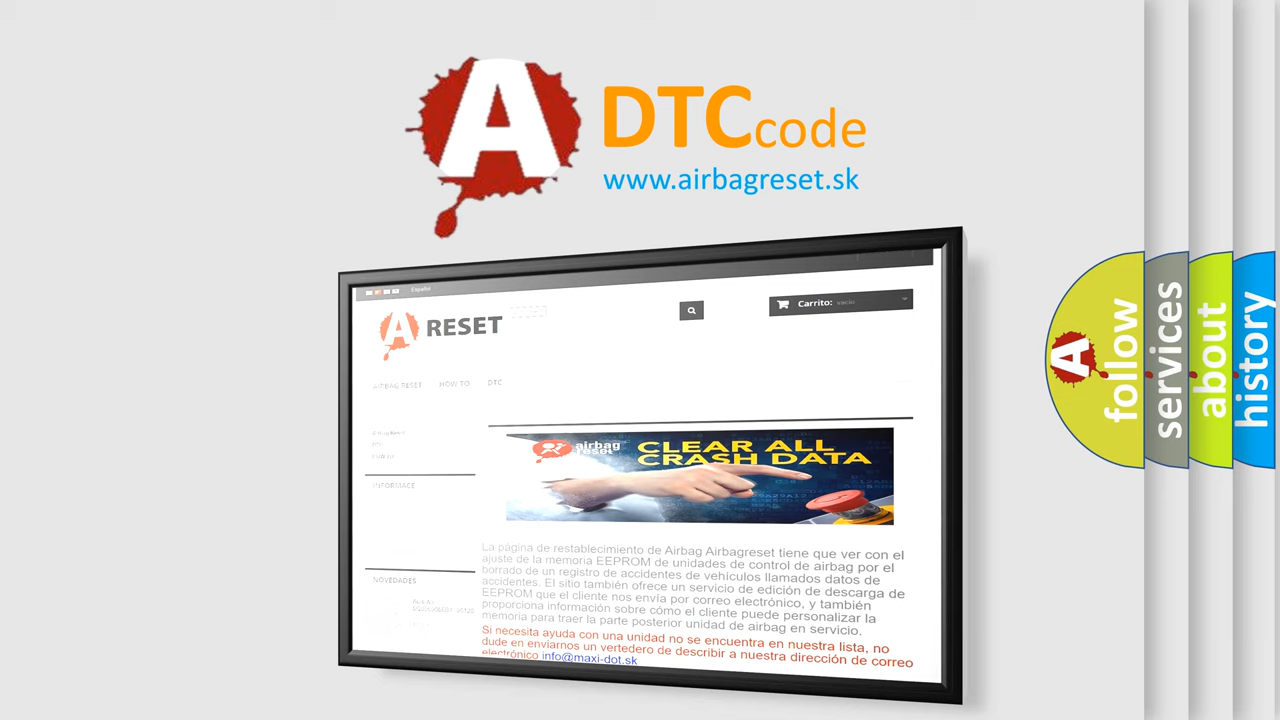 A
DTCcode
www.airbagreset.sk
Español
A RESET
Carrito: vacío
AIRBAG RESET HOW TO DTC
INFORMACE
NOVEDADES
airbag
reset
CLEAR ALL
CRASH DATA
La página de restablecimiento de Airbag Airbagreset tiene que ver con el
ajuste de la memoria EEPROM de unidades de control de airbag por el
borrado de un registro de accidentes de vehículos llamados datos de
accidentes. El sitio también ofrece un servicio de edición de descarga de
EEPROM que el cliente nos envía por correo electrónico, y también
proporciona información sobre cómo el cliente puede personalizar la
memoria para traer la parte posterior unidad de airbag en servicio.
Si necesita ayuda con una unidad no se encuentra en nuestra lista, no
dude en enviarnos un vertedero de describir a nuestra dirección de correo
electrónico info@maxi-dot.sk
A
follow
services
about
history